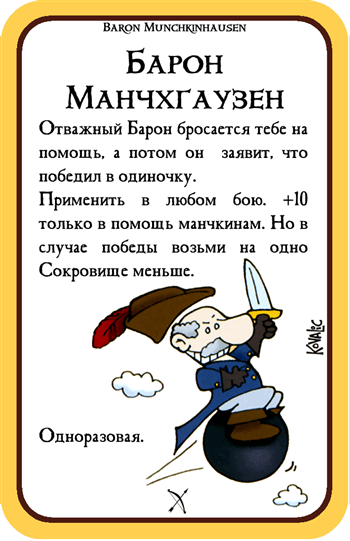 Baron Munchkinhausen
Барон
Манчхгаузен
Отважный Барон бросается тебе на
помощь, а потом он заявит, что
победил в одиночку.
Применить в любом бою. +10
только в помощь манчкинам. Но в
случае победы возьми на одно
Сокровище меньше.
Kovalic
Одноразовая.